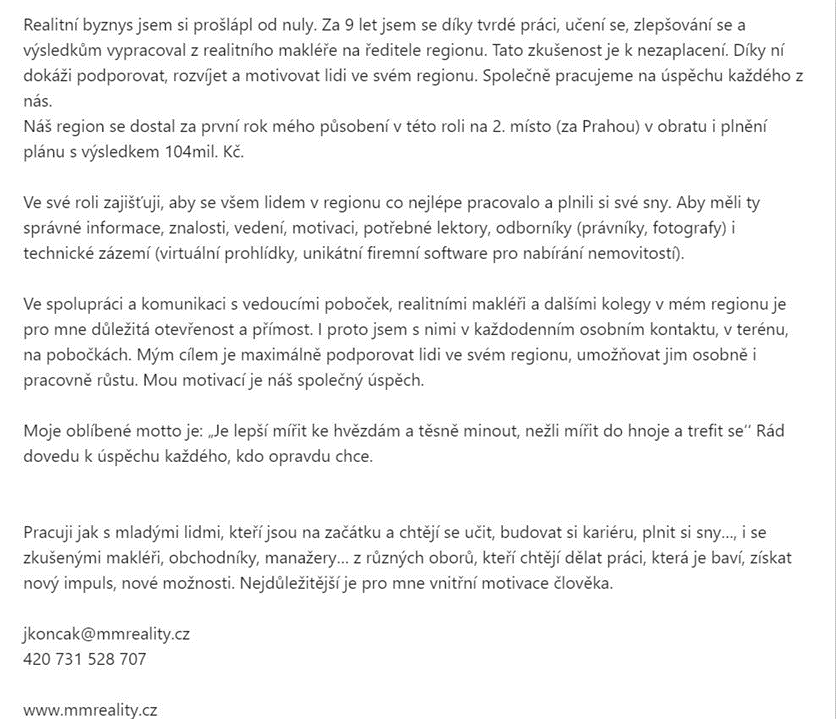 Realitní byznys jsem si prošlápl od nuly. Za 9 let jsem se díky tvrdé práci, učení se, zlepšování se a
výsledkům vypracoval z realitního makléře na ředitele regionu. Tato zkušenost je k nezaplacení. Díky ní
dokáži podporovat, rozvíjet a motivovat lidi ve svém regionu. Společně pracujeme na úspěchu každého z
nás.
Náš region se dostal za první rok mého působení v této roli na 2. místo (za Prahou) v obratu i plnění
plánu s výsledkem 104mil. Kč.
Ve své roli zajišťuji, aby se všem lidem v regionu co nejlépe pracovalo a plnili si své sny. Aby měli ty
správné informace, znalosti, vedení, motivaci, potřebné lektory, odborníky (právníky, fotografy) i
technické zázemí (virtuální prohlídky, unikátní firemní software pro nabírání nemovitostí).
Ve spolupráci a komunikaci s vedoucími poboček, realitními makléři a dalšími kolegy v mém regionu je
pro mne důležitá otevřenost a přímost. I proto jsem s nimi v každodenním osobním kontaktu, v terénu,
na pobočkách. Mým cílem je maximálně podporovat lidi ve svém regionu, umožňovat jim osobně i
pracovně růstu. Mou motivací je náš společný úspěch.
Moje oblíbené motto je: „Je lepší mířit ke hvězdám a těsně minout, nežli mířit do hnoje a trefit se‘‘ Rád
dovedu k úspěchu každého, kdo opravdu chce.
Pracuji jak s mladými lidmi, kteří jsou na začátku a chtějí se učit, budovat si kariéru, plnit si sny..., i se
zkušenými makléři, obchodníky, manažery... z různých oborů, kteří chtějí dělat práci, která je baví, získat
nový impuls, nové možnosti. Nejdůležitější je pro mne vnitřní motivace člověka.
jkoncak@mmreality.cz
420 731 528 707
www.mmreality.cz